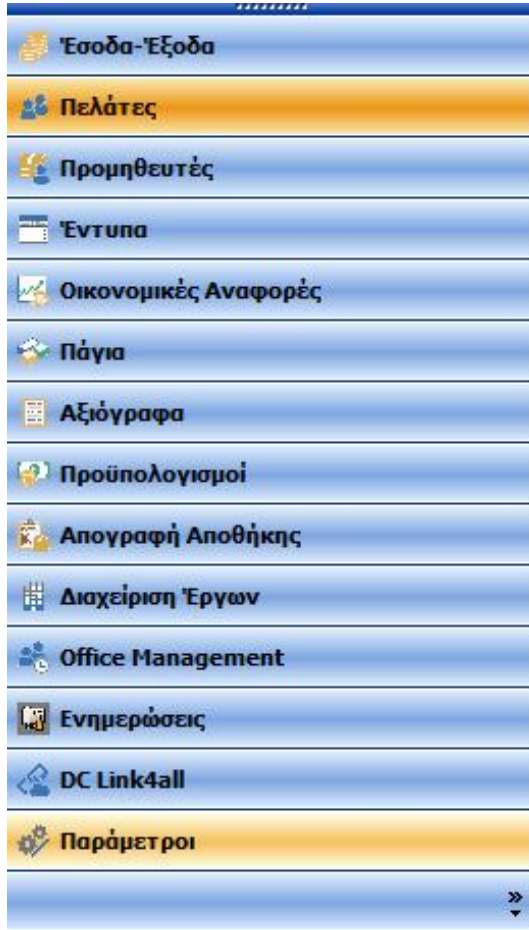 Έσοδα-Έξοδα
Πελάτες
Προμηθευτές
Έντυπα
Οικονομικές Αναφορές
Πάγια
Αξιόγραφα
Προϋπολογισμοί
Απογραφή Αποθήκης
Διαχείριση Έργων
Office Management
Ενημερώσεις
DC Link4all
Παράμετροι
»